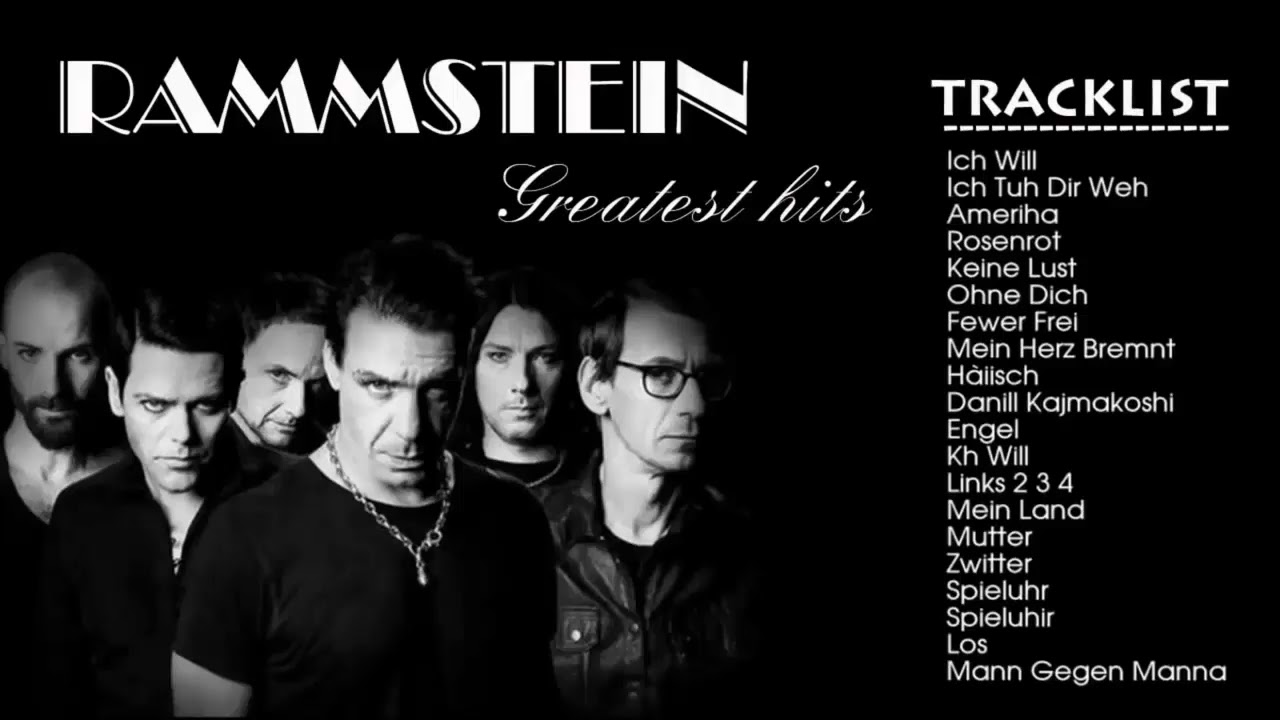 RAMMSTEIN
Greatest hits
TRACKLIST
Ich Will
Ich Tuh Dir Weh
Ameriha
Rosenrot
Keine Lust
Ohne Dich
Fewer Frei
Mein Herz Bremnt
Hàiisch
Danill Kajmakoshi
Engel
Kh Will
Links 2 3 4
Mein Land
Mutter
Zwitter
Spieluhr
Spieluhir
Los
Mann Gegen Manna